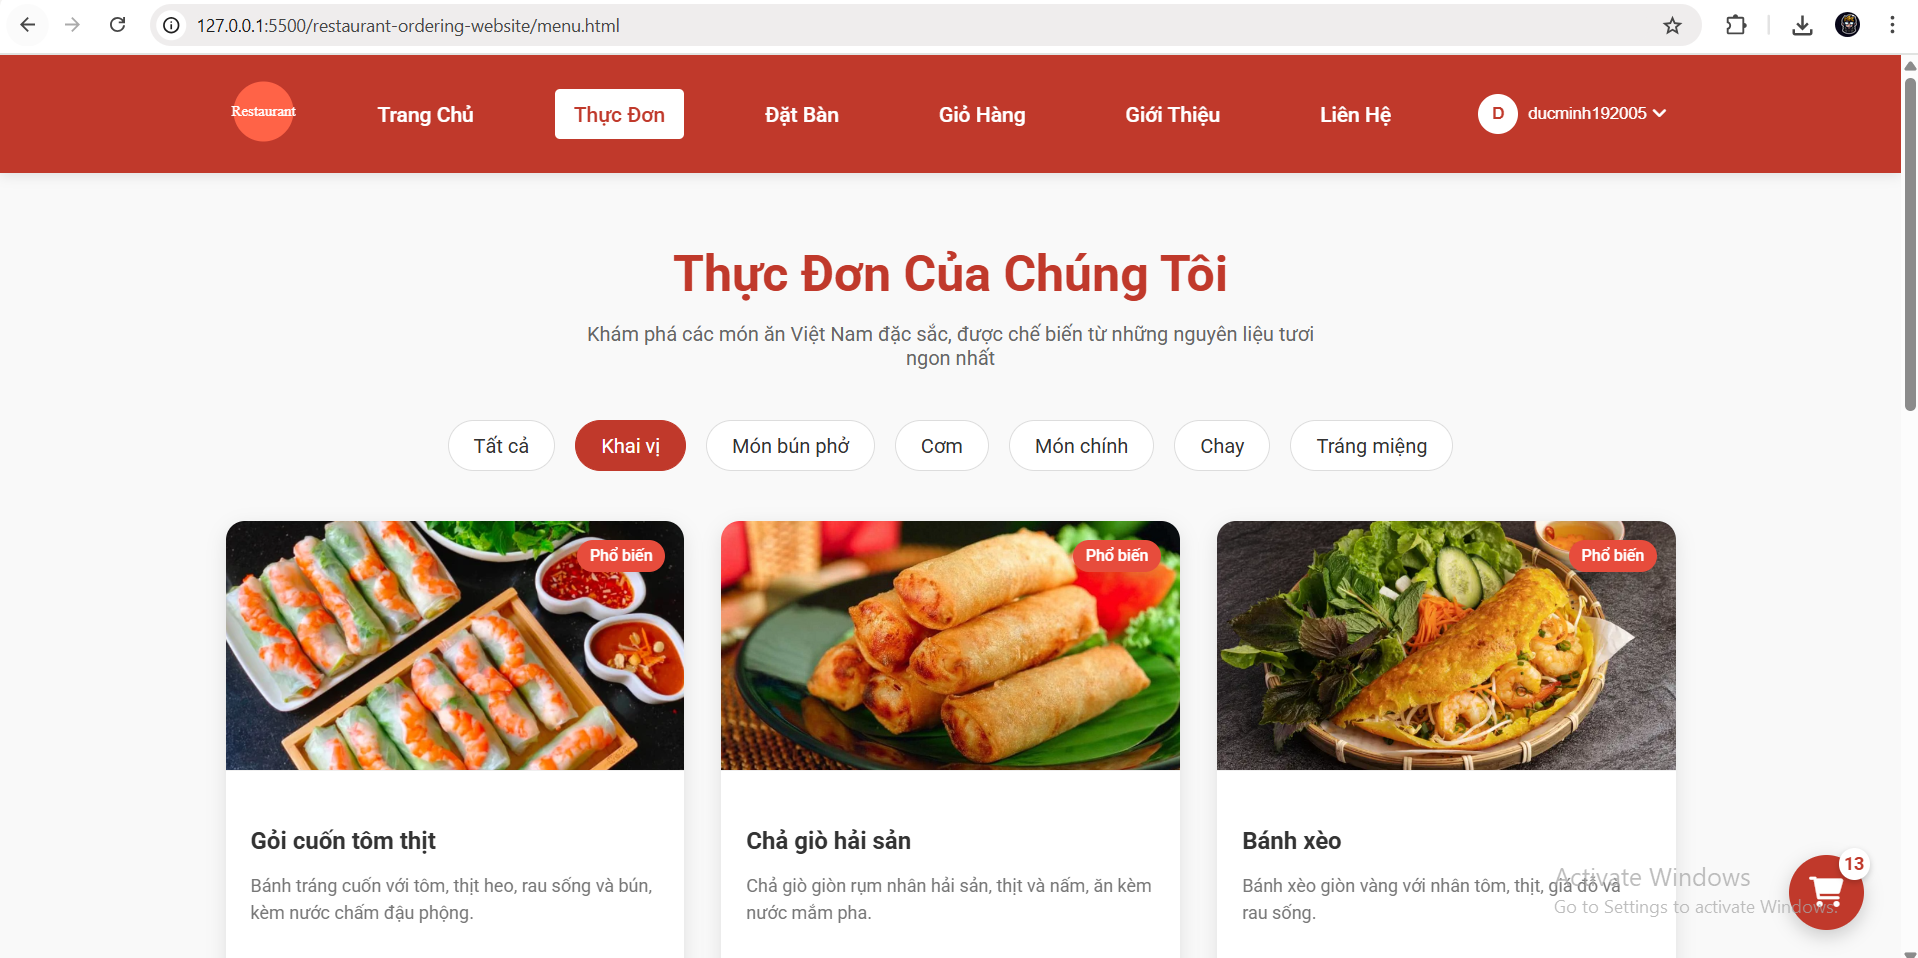 127.0.0.1:5500/restaurant-ordering-website/menu.html
Restaurant
Trang Chủ
Thực Đơn
Đặt Bàn
Giỏ Hàng
Giới Thiệu
Liên Hệ
D
ducminh192005
Thực Đơn Của Chúng Tôi
Khám phá các món ăn Việt Nam đặc sắc, được chế biến từ những nguyên liệu tươi
ngon nhất
Tất cả
Khai vị
Món bún phở
Cơm
Món chính
Chay
Tráng miệng
Phổ biến
Phổ biến
Phổ biến
Gỏi cuốn tôm thịt
Bánh tráng cuốn với tôm, thịt heo, rau sống và bún,
kèm nước chấm đậu phộng.
Chả giò hải sản
Chả giò giòn rụm nhân hải sản, thịt và nấm, ăn kèm
nước mắm pha.
Bánh xèo
Bánh xèo giòn vàng với nhân tôm, thịt, giá đỗ và
rau sống.
13
Activate Windows
Go to Settings to activate Windows.